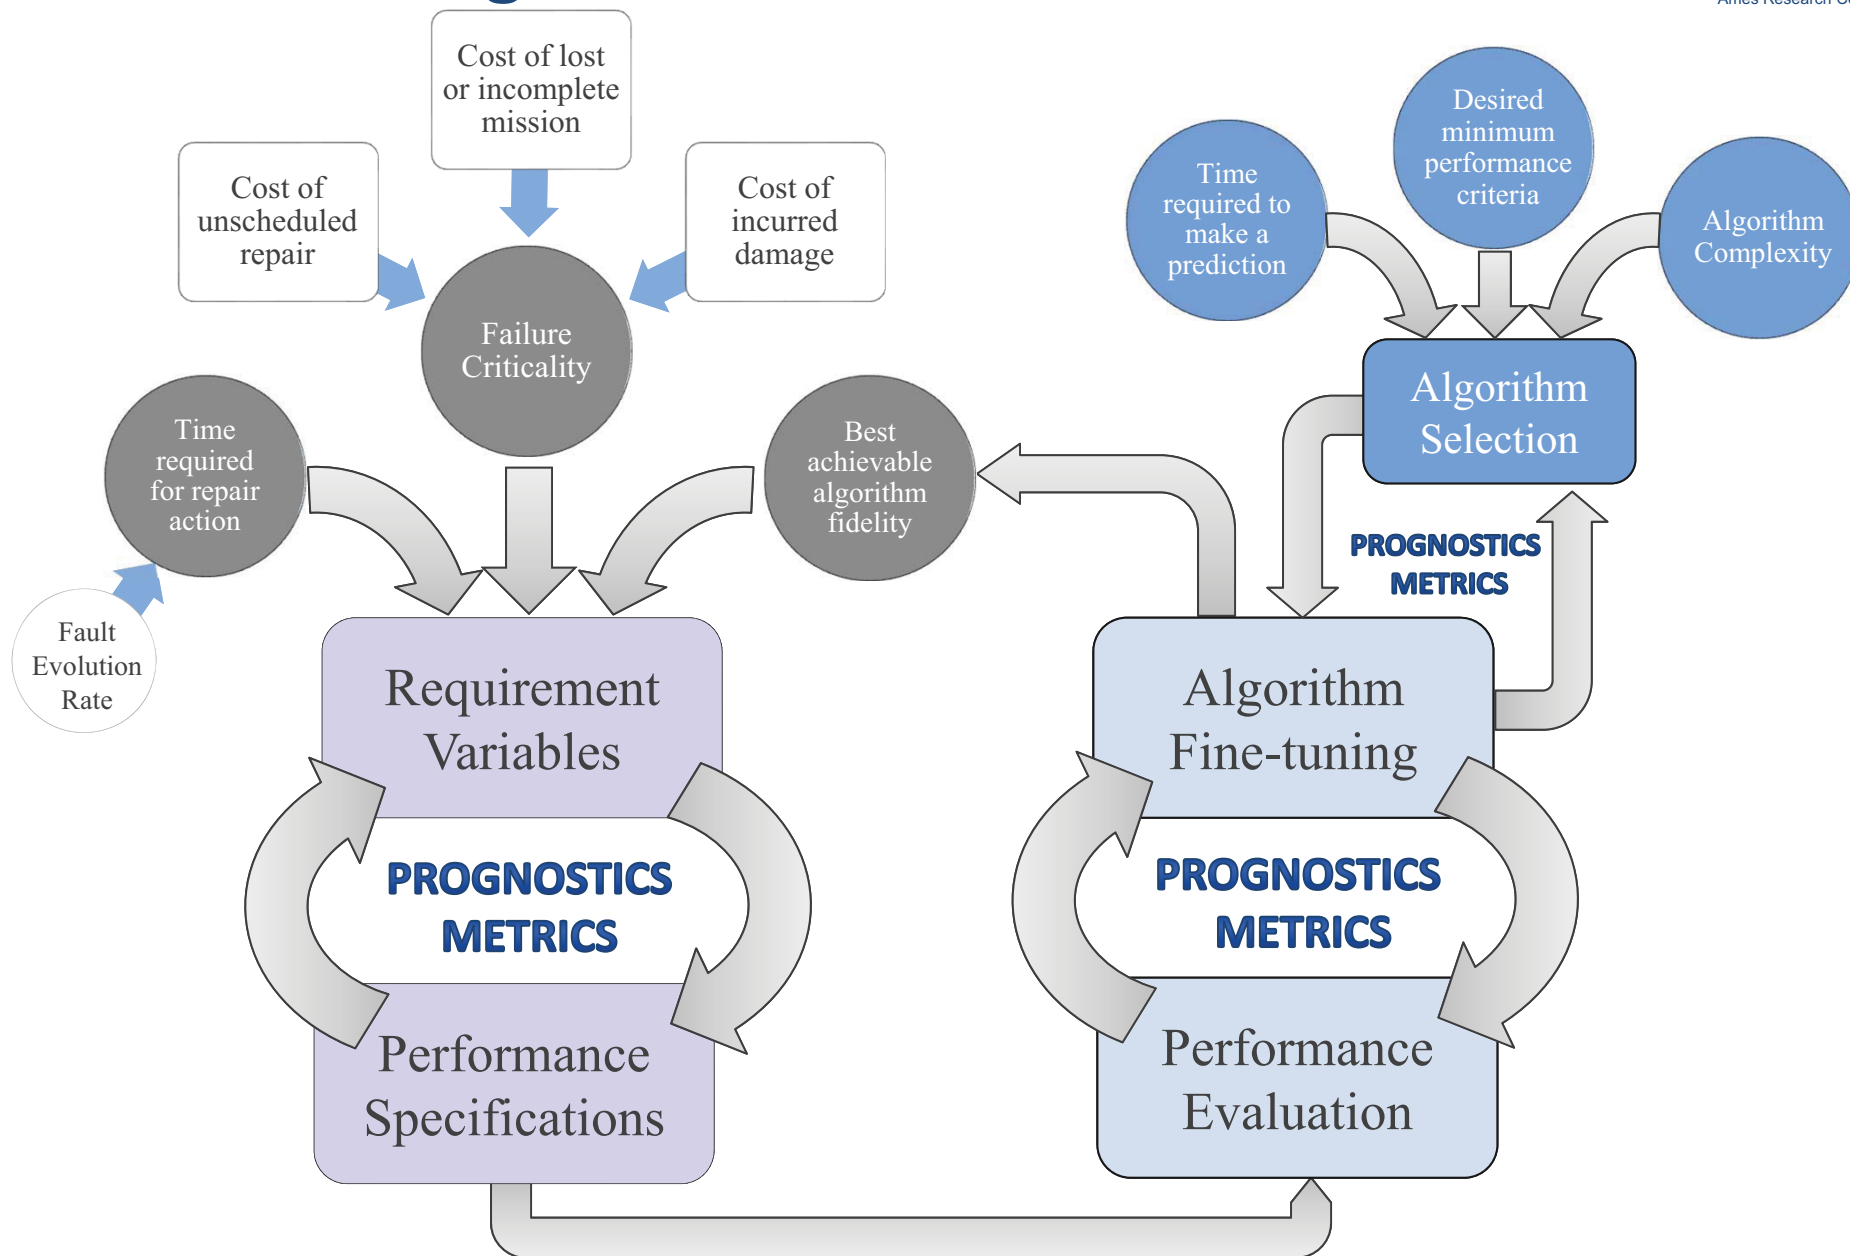 Cost of lost
or incomplete
mission
Cost of
unscheduled
repair
Cost of
incurred
damage
Failure
Criticality
Time
required
for repair
action
Best
achievable
algorithm
fidelity
Fault
Evolution
Rate
Requirement
Variables
PROGNOSTICS
METRICS
Performance
Specifications
Time
required to
make a
prediction
Desired
minimum
performance
criteria
Algorithm
Complexity
Algorithm
Selection
PROGNOSTICS
METRICS
Algorithm
Fine-tuning
PROGNOSTICS
METRICS
Performance
Evaluation